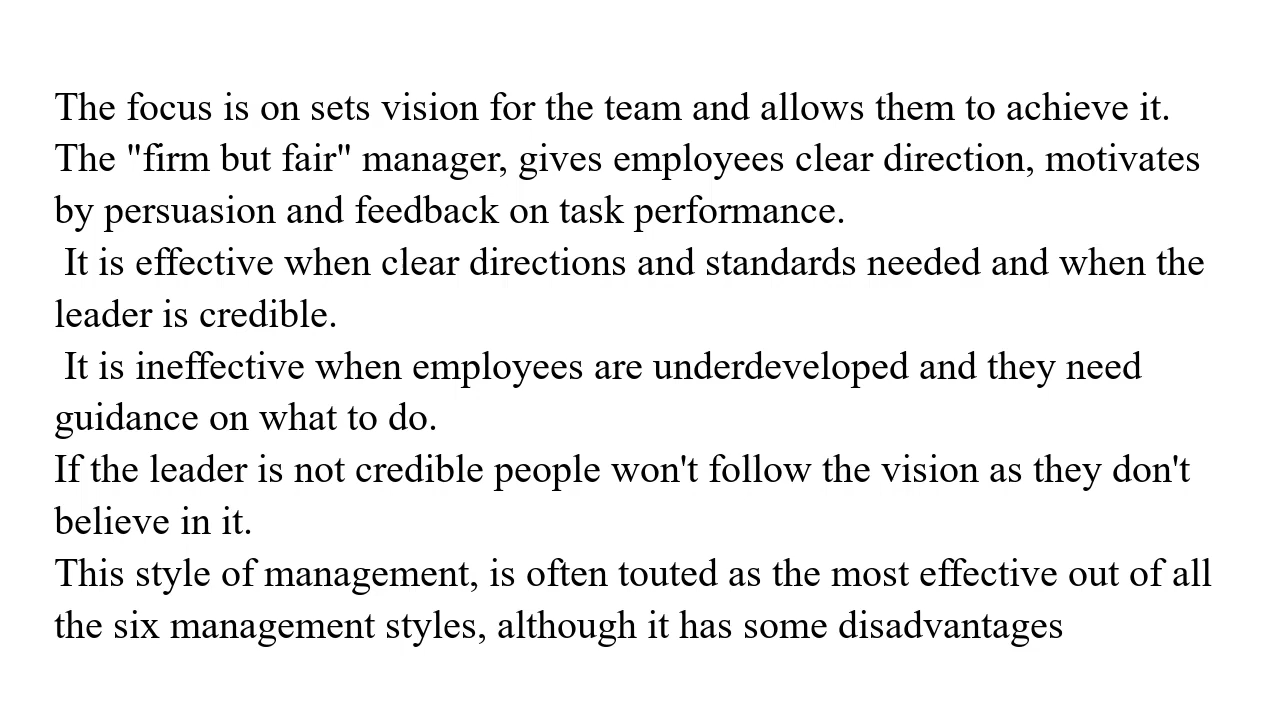 The focus is on sets vision for the team and allows them to achieve it.
The "firm but fair" manager, gives employees clear direction, motivates
by persuasion and feedback on task performance.
It is effective when clear directions and standards needed and when the
leader is credible.
It is ineffective when employees are underdeveloped and they need
guidance on what to do.
If the leader is not credible people won't follow the vision as they don't
believe in it.
This style of management, is often touted as the most effective out of all
the six management styles, although it has some disadvantages